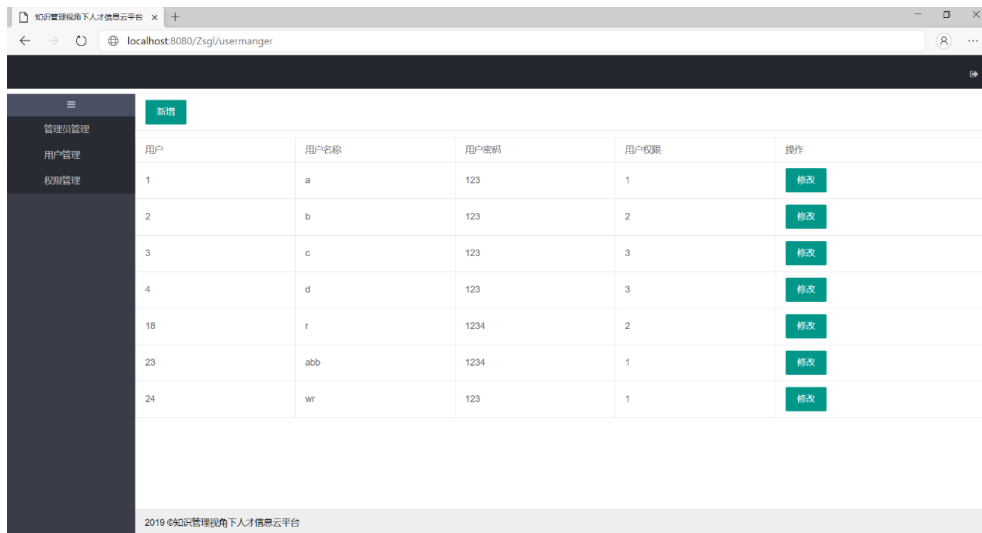 知识管理视角下人才信息云平台
localhost:8080/Zsgl/usermanger
管理员管理
用户管理
权限管理
新增
用户 用户名称 用户密码 用户权限 操作
1 a 123 1 修改
2 b 123 2 修改
3 c 123 3 修改
4 d 123 3 修改
18 r 1234 2 修改
23 abb 1234 1 修改
24 wr 123 1 修改
2019 ©知识管理视角下人才信息云平台